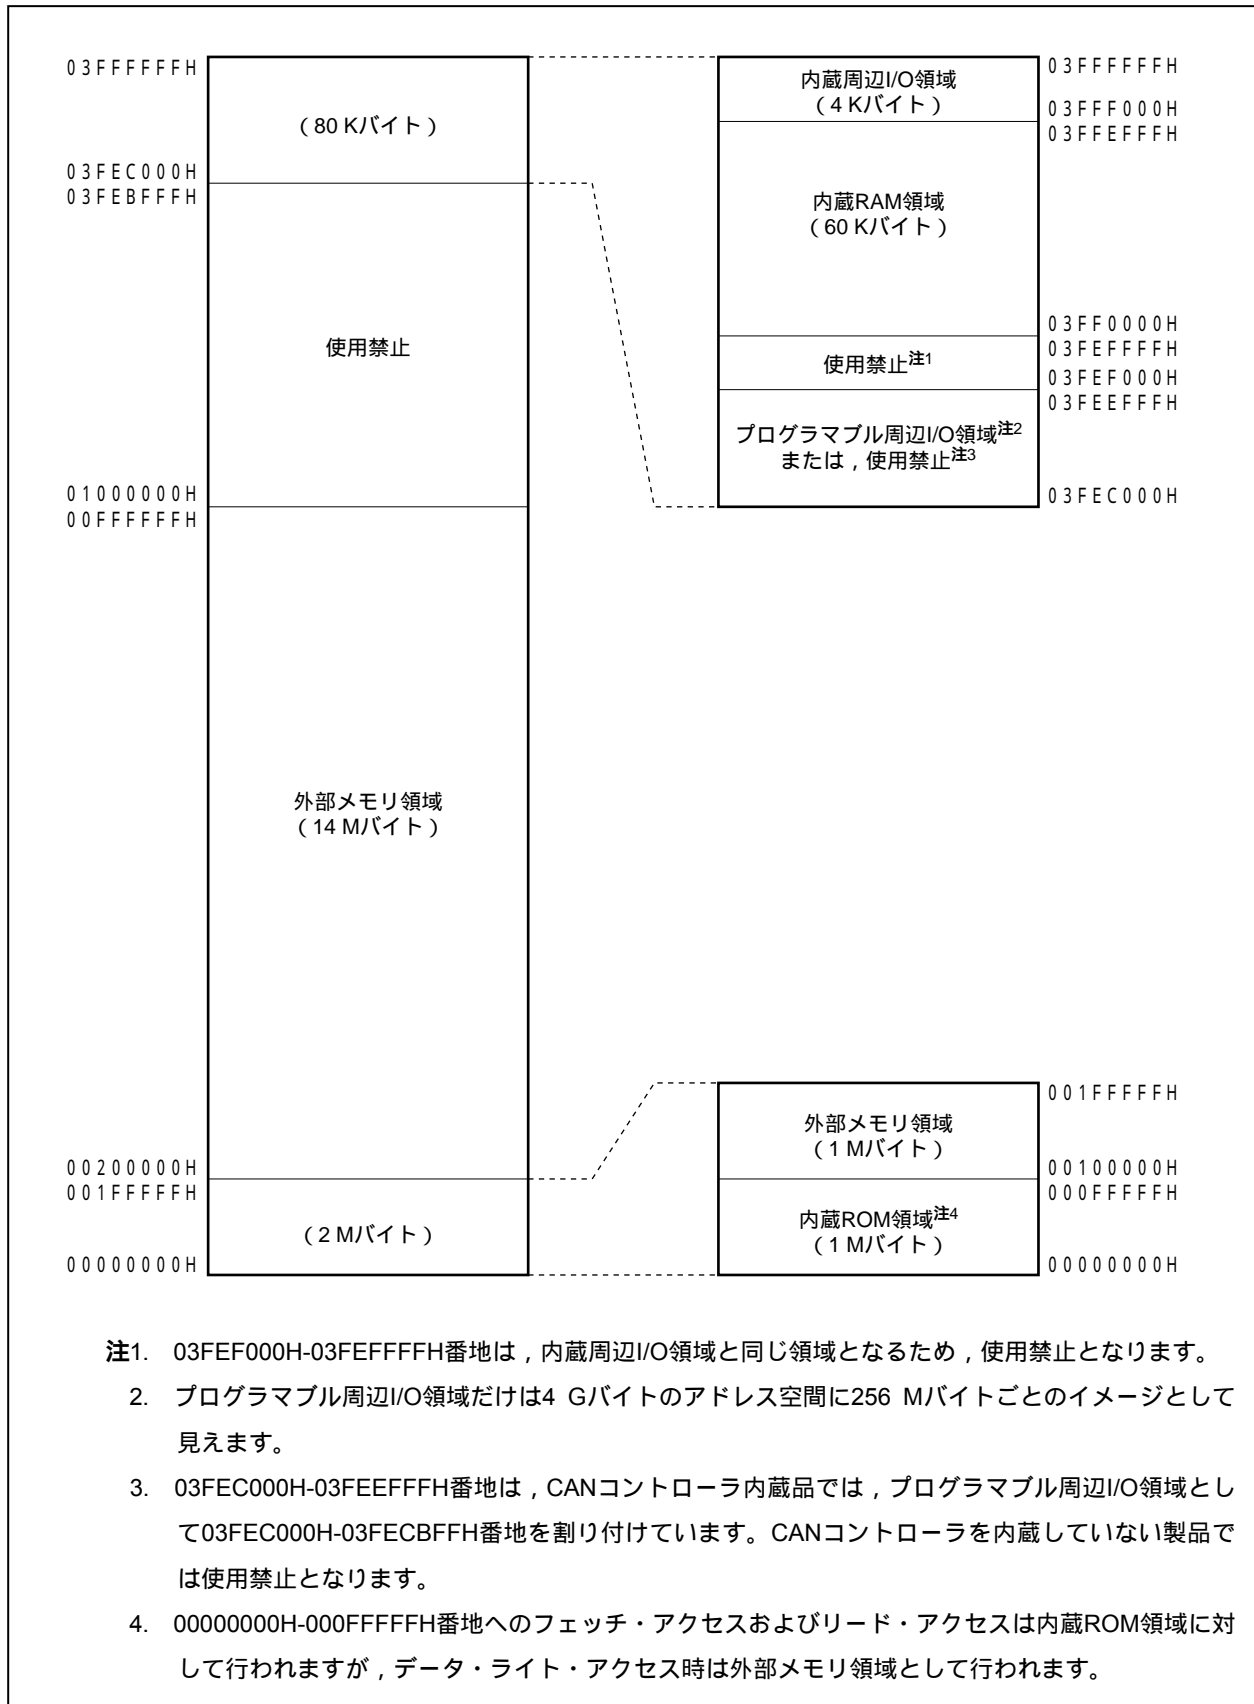 03FFFFFFH
(80 Kバイト)
03FEC000H
03FEBFFFH
使用禁止
01000000H
00FFFFFFH
外部メモリ領域
(14 Mバイト)
00200000H
001FFFFFH
(2 Mバイト)
00000000H
内蔵周辺I/O領域
(4 Kバイト)
03FFFFFFH
03FFF000H
03FFEFFFH
内蔵RAM領域
(60 Kバイト)
03FF0000H
03FEFFFFH
使用禁止注1
03FEF000H
03FEEFFFH
プログラマブル周辺I/O領域注2
または，使用禁止注3
03FEC000H
001FFFFFH
外部メモリ領域
(1 Mバイト)
00100000H
000FFFFFH
内蔵ROM領域注4
(1 Mバイト)
00000000H
注1. 03FEF000H-03FEFFFFH番地は，内蔵周辺I/O領域と同じ領域となるため，使用禁止となります。
2. プログラマブル周辺I/O領域だけは4 Gバイトのアドレス空間に256 Mバイトごとのイメージとして
見えます。
3. 03FEC000H-03FEEFFFH番地は，CANコントローラ内蔵品では，プログラマブル周辺I/O領域とし
て03FEC000H-03FECBFFH番地を割り付けています。CANコントローラを内蔵していない製品で
は使用禁止となります。
4. 00000000H-000FFFFFH番地へのフェッチ・アクセスおよびリード・アクセスは内蔵ROM領域に対
して行われますが，データ・ライト・アクセス時は外部メモリ領域として行われます。